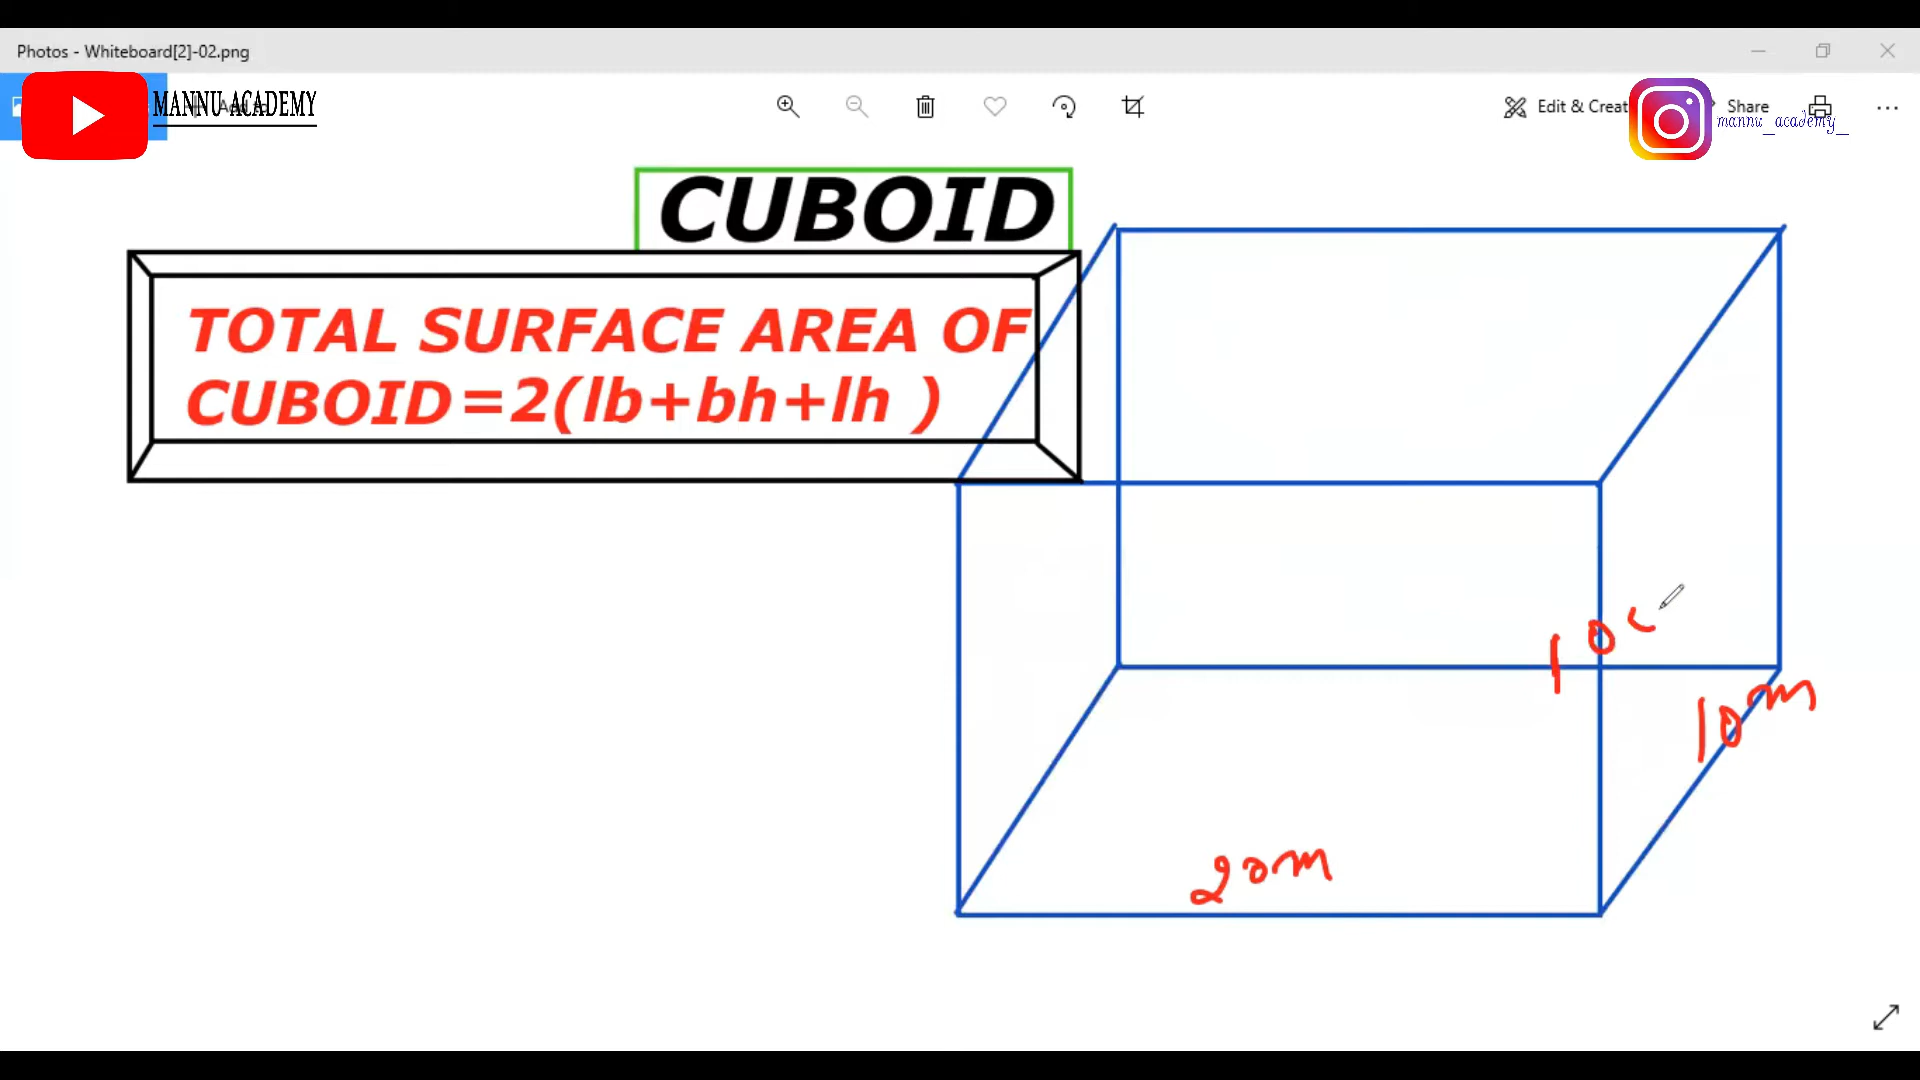 Photos - Whiteboard[2]-02.png
MANNU ACADEMY
Edit & Creat
Share
mannu_academy_
CUBOID
TOTAL SURFACE AREA OF
CUBOID =2(lb+bh+lh )
10
10m
20m